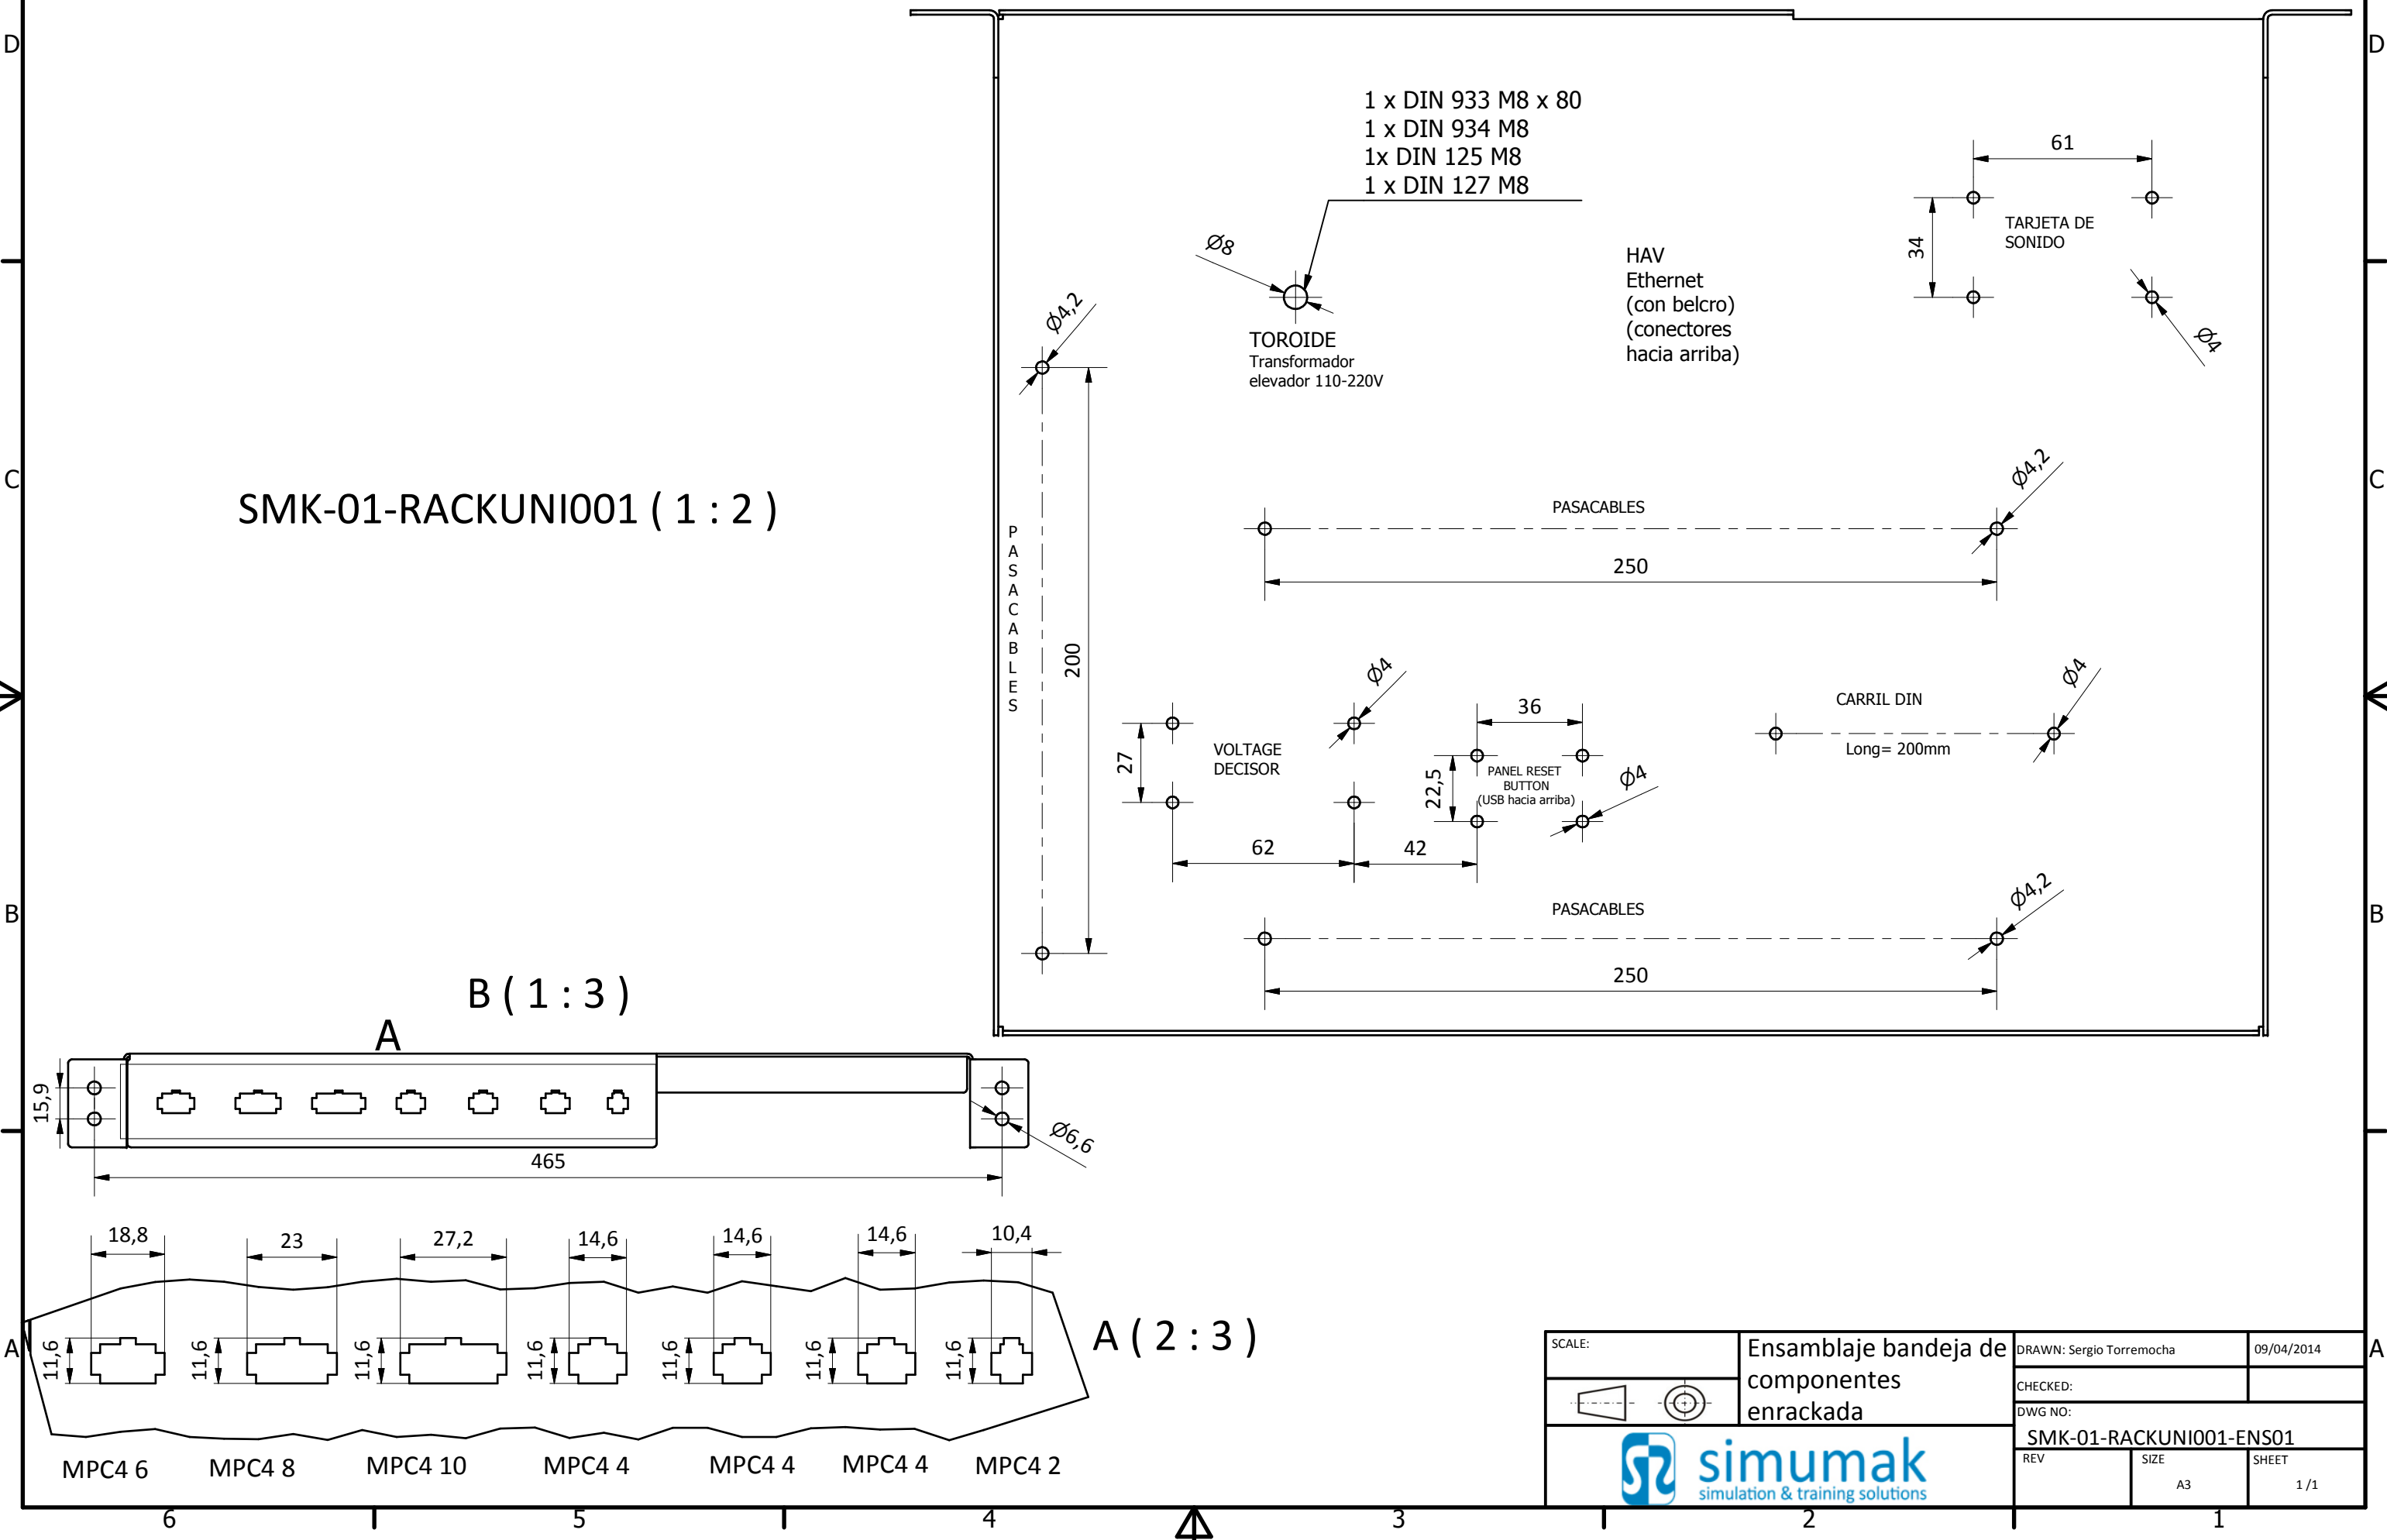 D
D
1 x DIN 933 M8 x 80
1 x DIN 934 M8
1x DIN 125 M8
1 x DIN 127 M8
61
34
TARJETA DE
SONIDO
Ø4
Ø8
TOROIDE
Transformador
elevador 110-220V
HAV
Ethernet
(con belcro)
(conectores
hacia arriba)
Ø4,2
C
C
SMK-01-RACKUNI001 ( 1 : 2 )
PASACABLES
200
PASACABLES
Ø4,2
250
Ø4
27
VOLTAGE
DECISOR
62
42
36
22,5
PANEL RESET
BUTTON
(USB hacia arriba)
Ø4
CARRIL DIN
Long= 200mm
Ø4
B
B
PASACABLES
Ø4,2
250
B ( 1 : 3 )
A
15,9
465
Ø6,6
18,8
23
27,2
14,6
14,6
14,6
10,4
A
A
11,6
11,6
11,6
11,6
11,6
11,6
11,6
A ( 2 : 3 )
MPC4 6
MPC4 8
MPC4 10
MPC4 4
MPC4 4
MPC4 4
MPC4 2
SCALE:
Ensamblaje bandeja de
componentes
enrackada
DRAWN: Sergio Torremocha
09/04/2014
CHECKED:
DWG NO:
SMK-01-RACKUNI001-ENS01
REV
SIZE
A3
SHEET
1 /1
simumak
simulation & training solutions
6
5
4
3
2
1